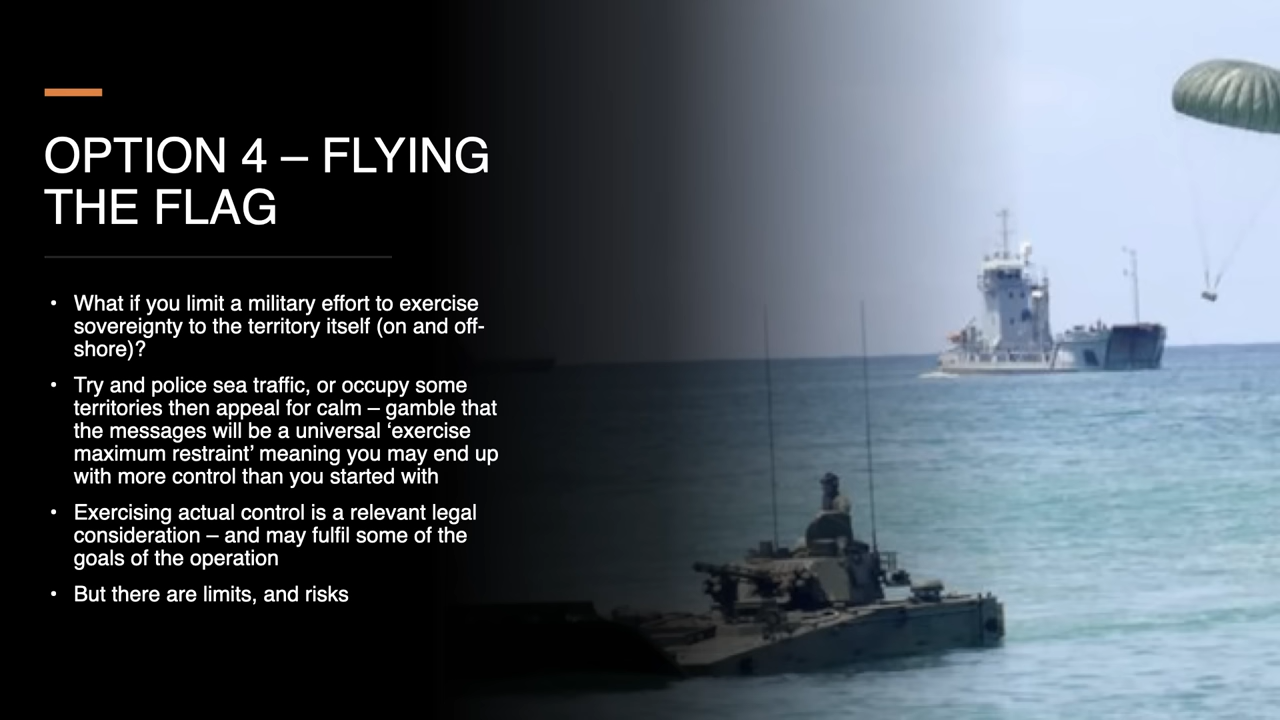 OPTION 4 – FLYING
THE FLAG
• What if you limit a military effort to exercise
sovereignty to the territory itself (on and off-
shore)?
• Try and police sea traffic, or occupy some
territories then appeal for calm – gamble that
the messages will be a universal ‘exercise
maximum restraint’ meaning you may end up
with more control than you started with
• Exercising actual control is a relevant legal
consideration – and may fulfil some of the
goals of the operation
• But there are limits, and risks